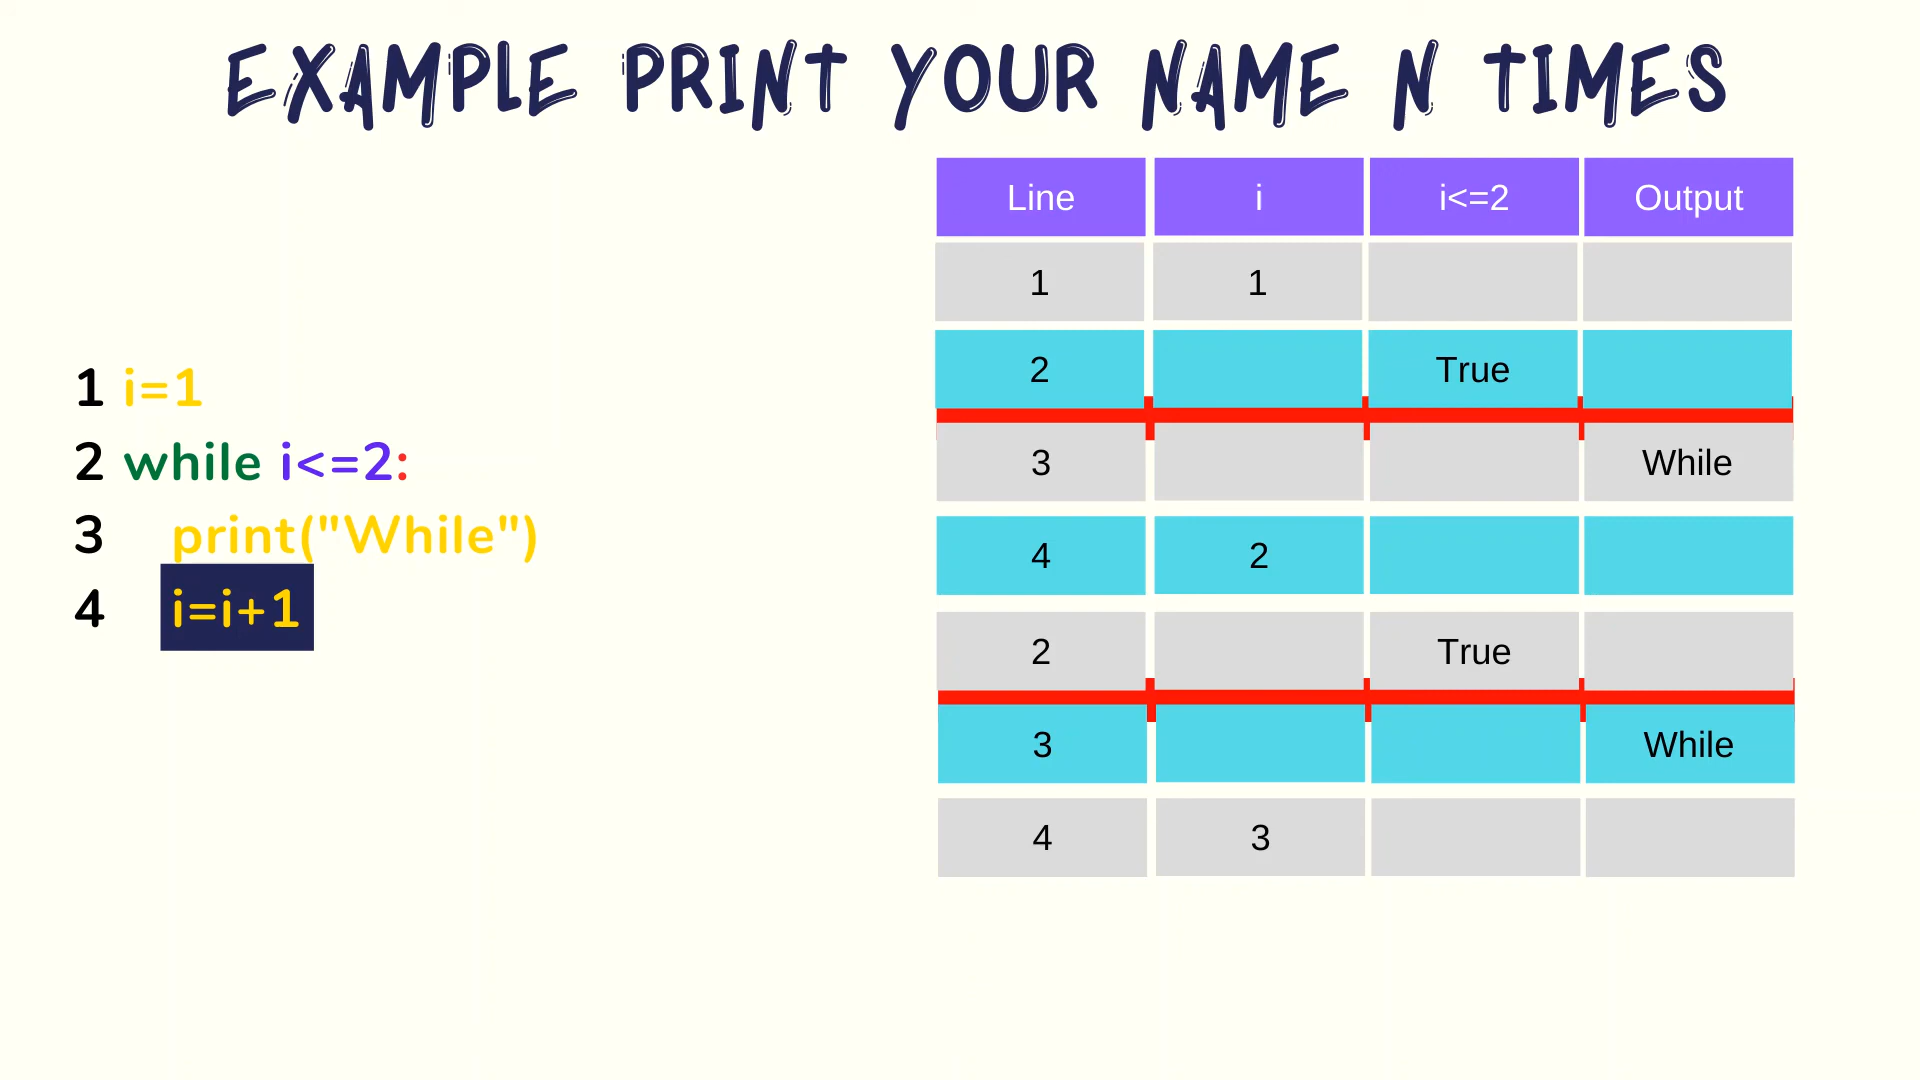 EXAMPLE PRINT YOUR NAME N TIMES
1 i=1
2 while i<=2:
3 print("While")
4 i=i+1
Line i i<=2 Output
1 1
2 True
3 While
4 2
2 True
3 While
4 3